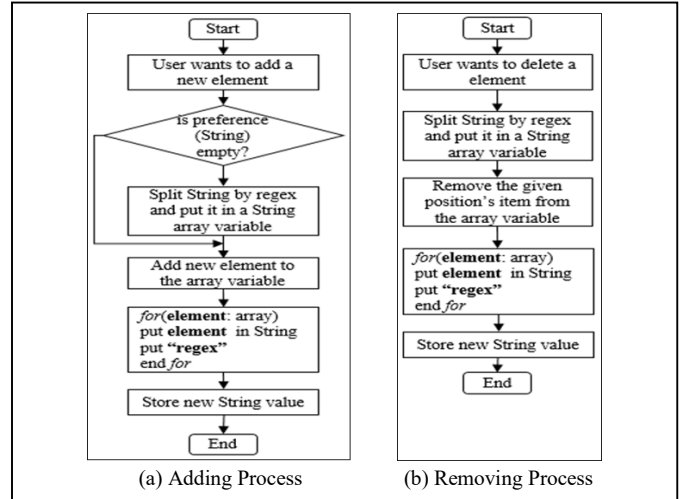 Start
User wants to add a
new element
is preference
(String)
empty?
Split String by regex
and put it in a String
array variable
Add new element to
the array variable
for(element: array)
put element in String
put “regex”
end for
Store new String value
End
(a) Adding Process
Start
User wants to delete a
element
Split String by regex
and put it in a String
array variable
Remove the given
position’s item from
the array variable
for(element: array)
put element in String
put “regex”
end for
Store new String value
End
(b) Removing Process